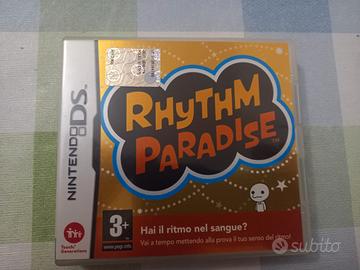 NINTENDO DS
RHYTHM
PARADISE
TM
3+
www.pegi.info
Hai il ritmo nel sangue?
Vai a tempo mettendo alla prova il tuo senso del ritmo!
Touch! Generations
subito